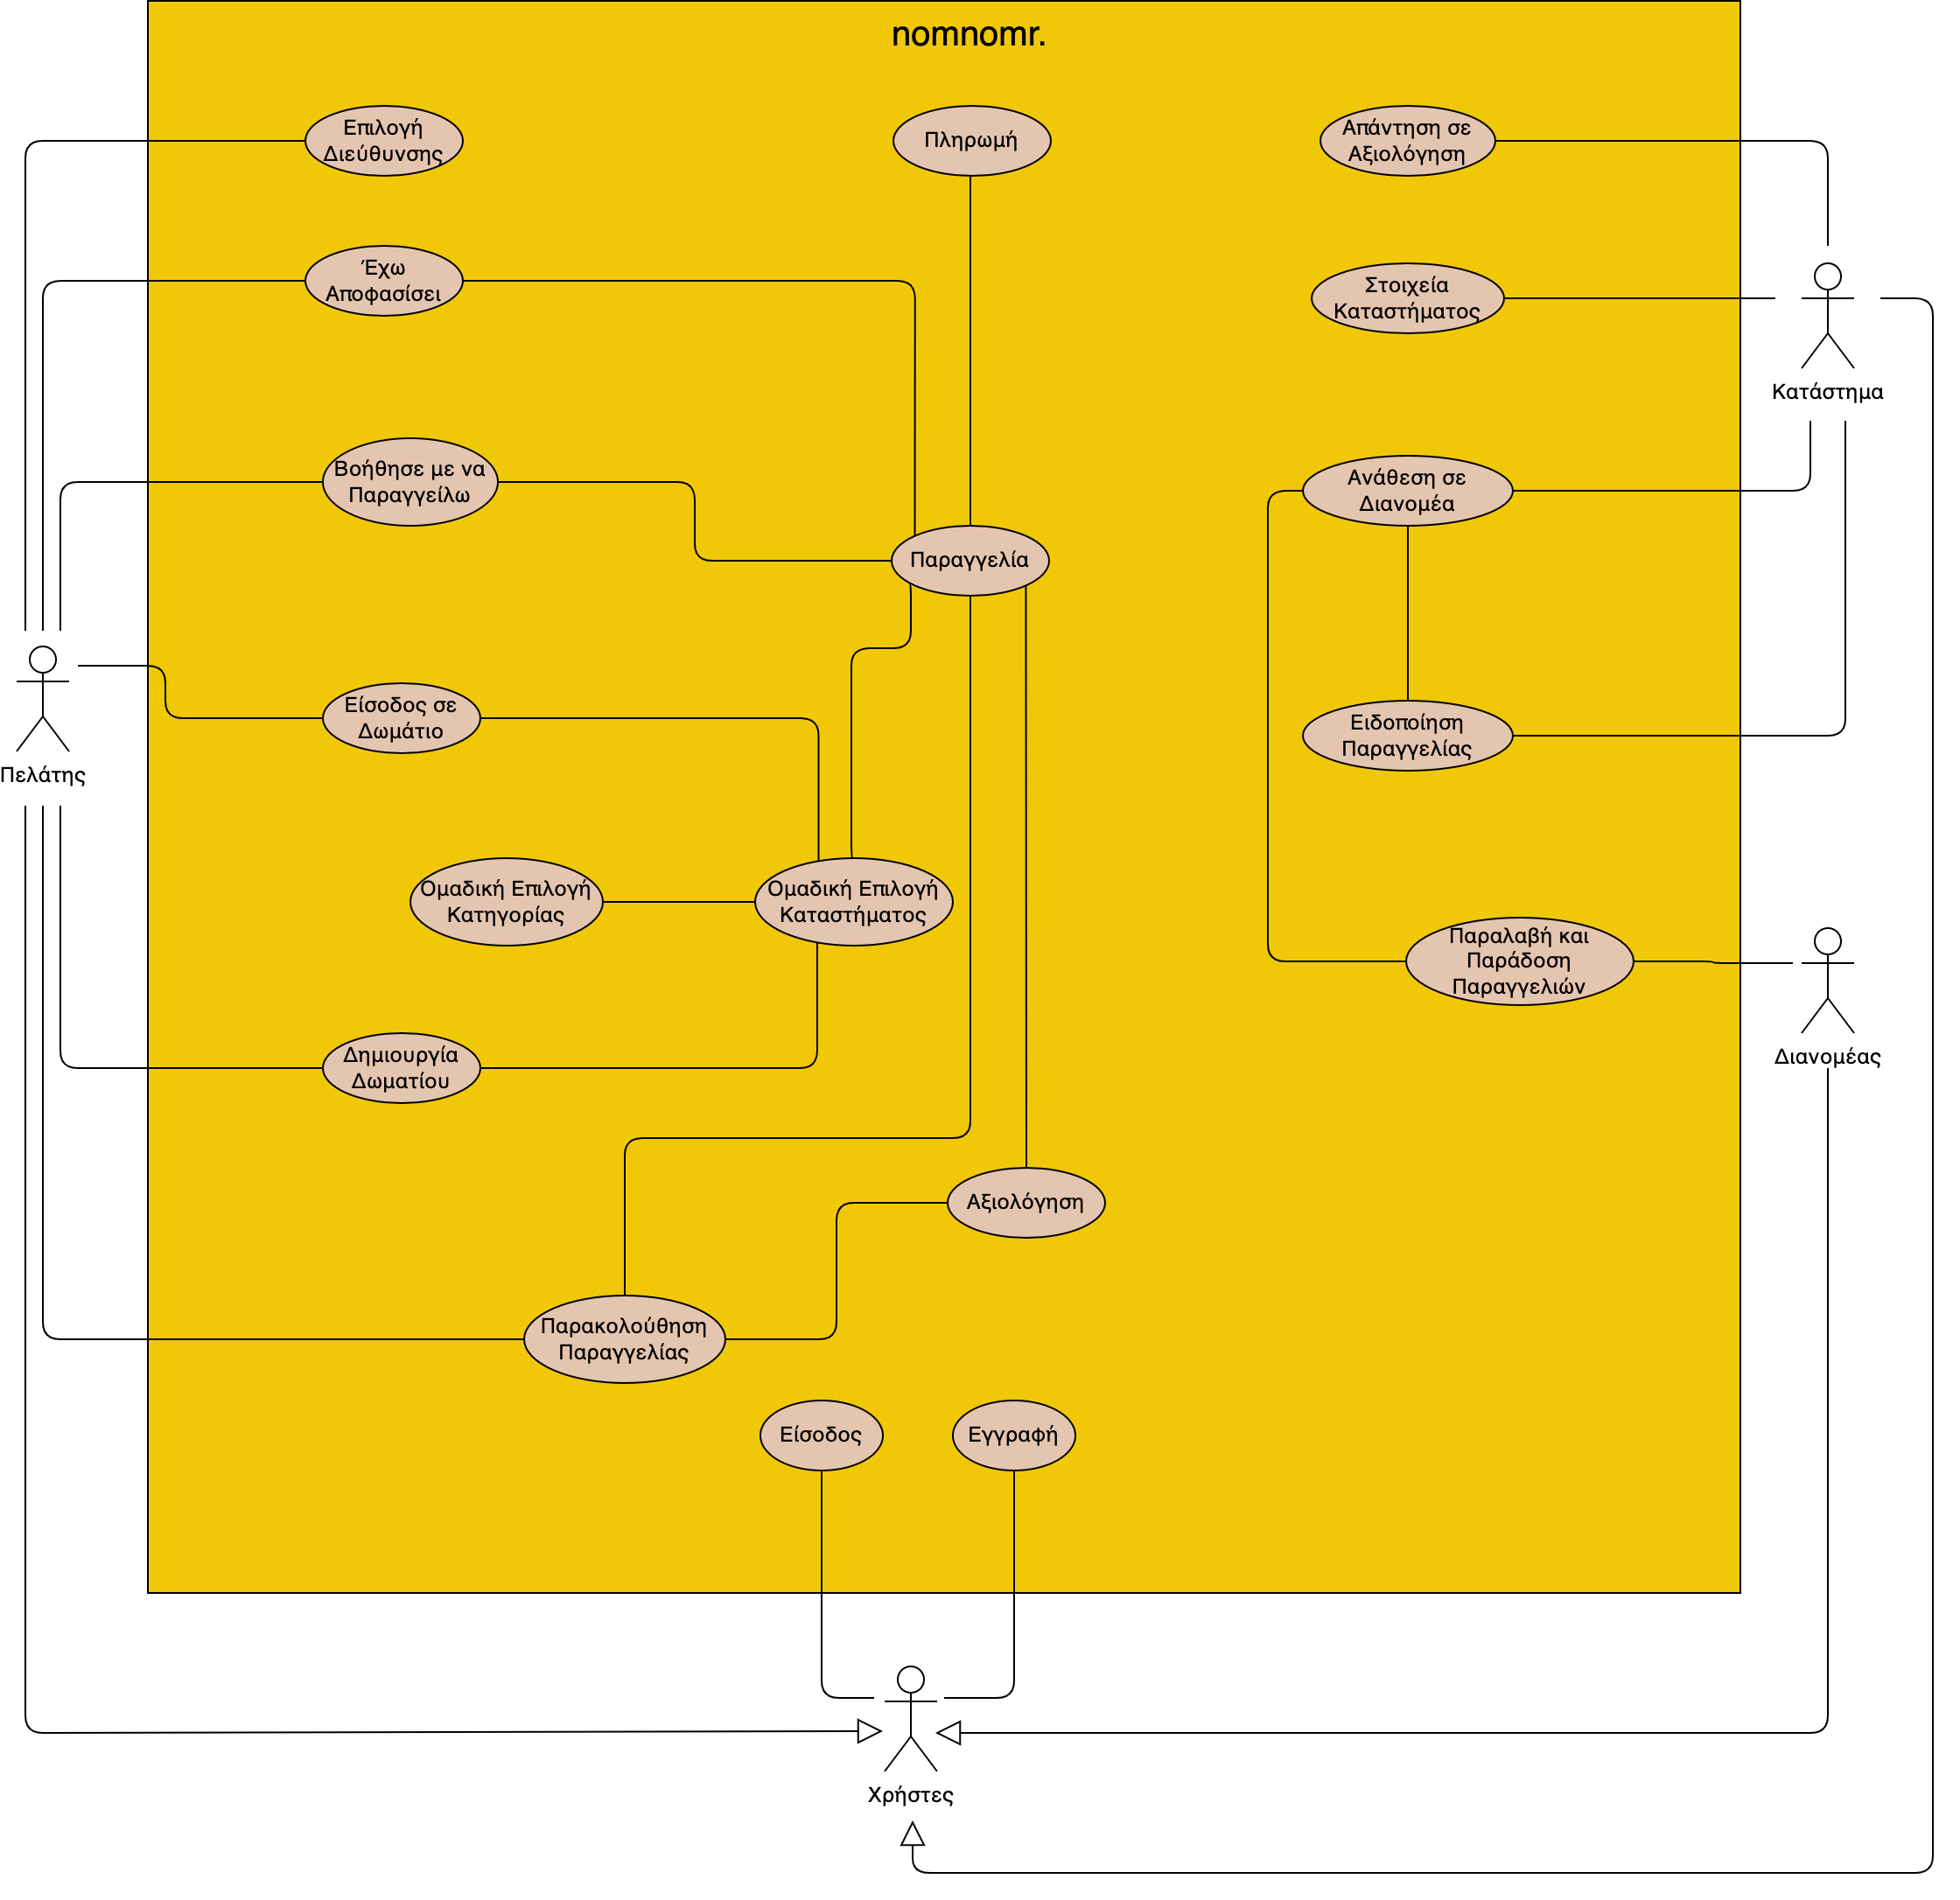 nomnomr.
Επιλογή
Διεύθυνσης
Πληρωμή
Απάντηση σε
Αξιολόγηση
Έχω
Αποφασίσει
Στοιχεία
Καταστήματος
Κατάστημα
Βοήθησε με να
Παραγγείλω
Ανάθεση σε
Διανομέα
Παραγγελία
Είσοδος σε
Δωμάτιο
Ειδοποίηση
Παραγγελίας
Πελάτης
Ομαδική Επιλογή
Κατηγορίας
Ομαδική Επιλογή
Καταστήματος
Παραλαβή και
Παράδοση
Παραγγελιών
Διανομέας
Δημιουργία
Δωματίου
Αξιολόγηση
Παρακολούθηση
Παραγγελίας
Είσοδος
Εγγραφή
Χρήστες